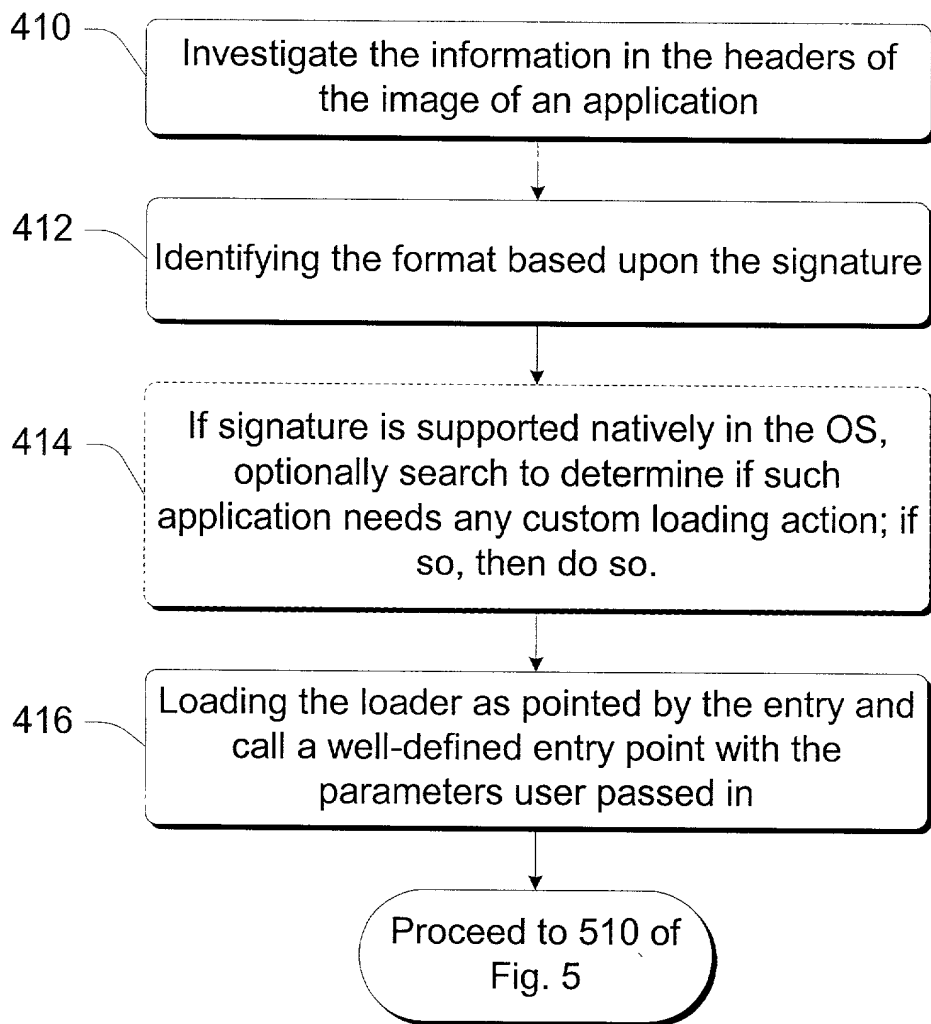 410
Investigate the information in the headers of
the image of an application
412
Identifying the format based upon the signature
414
If signature is supported natively in the OS,
optionally search to determine if such
application needs any custom loading action; if
so, then do so.
416
Loading the loader as pointed by the entry and
call a well-defined entry point with the
parameters user passed in
Proceed to 510 of
Fig. 5